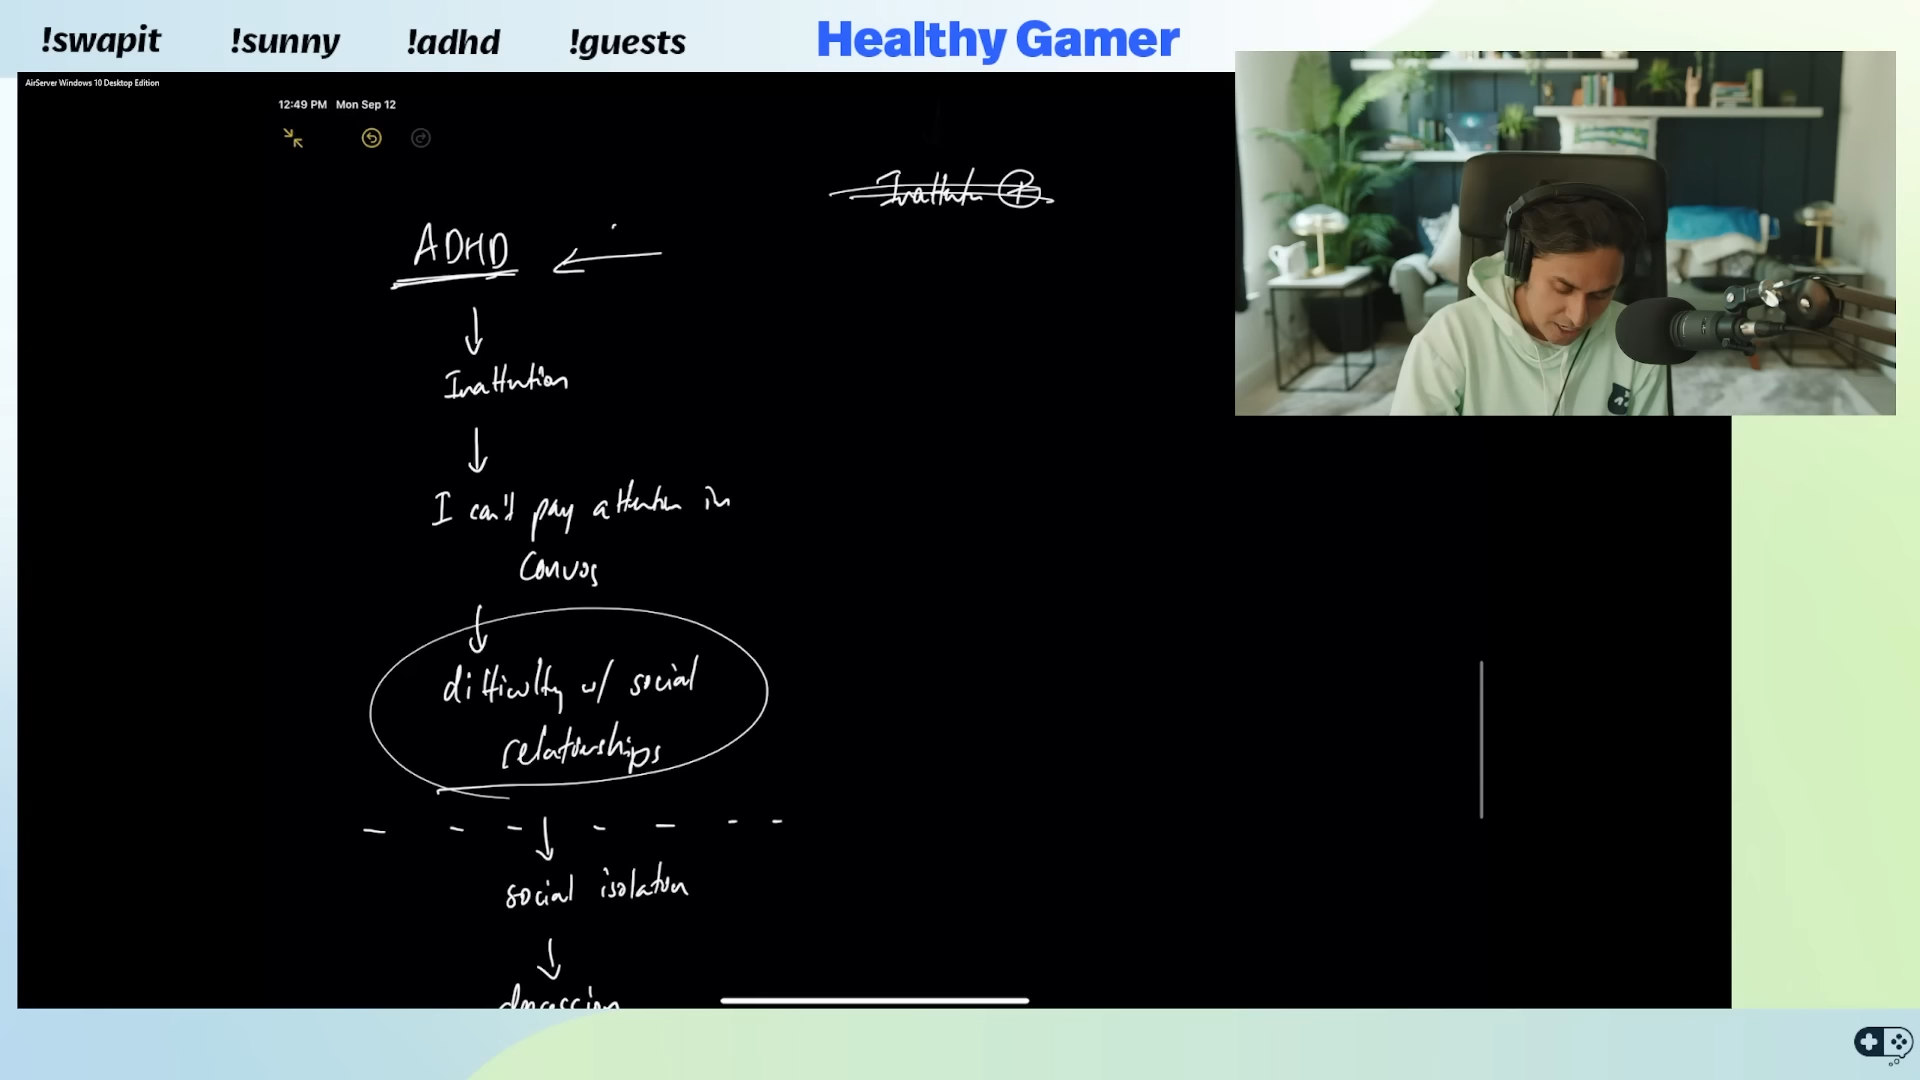 !swapit !sunny !adhd !guests Healthy Gamer
AirServer Windows 10 Desktop Edition
12:49 PM Mon Sep 12
ADHD
Inattention
I can't pay attention in
convos
difficulty w/ social
relationships
social isolation
depression